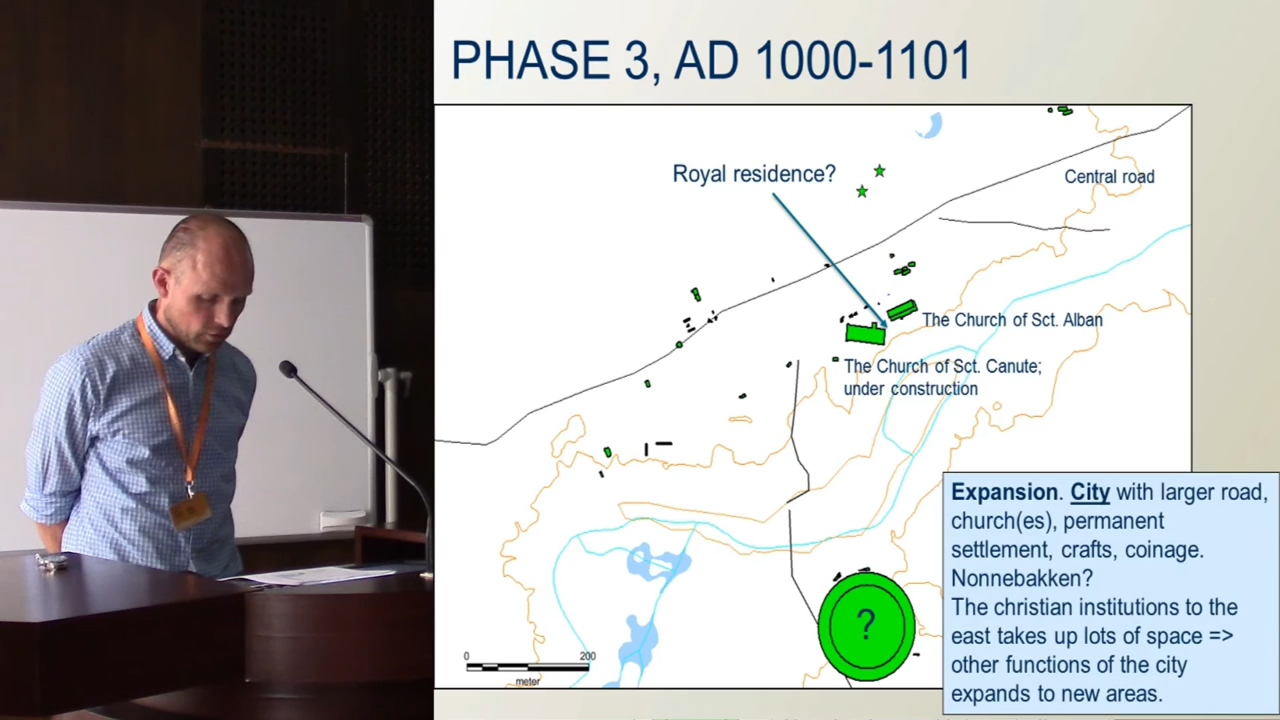 PHASE 3, AD 1000-1101
Royal residence?
Central road
The Church of Sct. Alban
The Church of Sct. Canute;
under construction
?
0
200
meter
Expansion. City with larger road,
church(es), permanent
settlement, crafts, coinage.
Nonnebakken?
The christian institutions to the
east takes up lots of space =>
other functions of the city
expands to new areas.